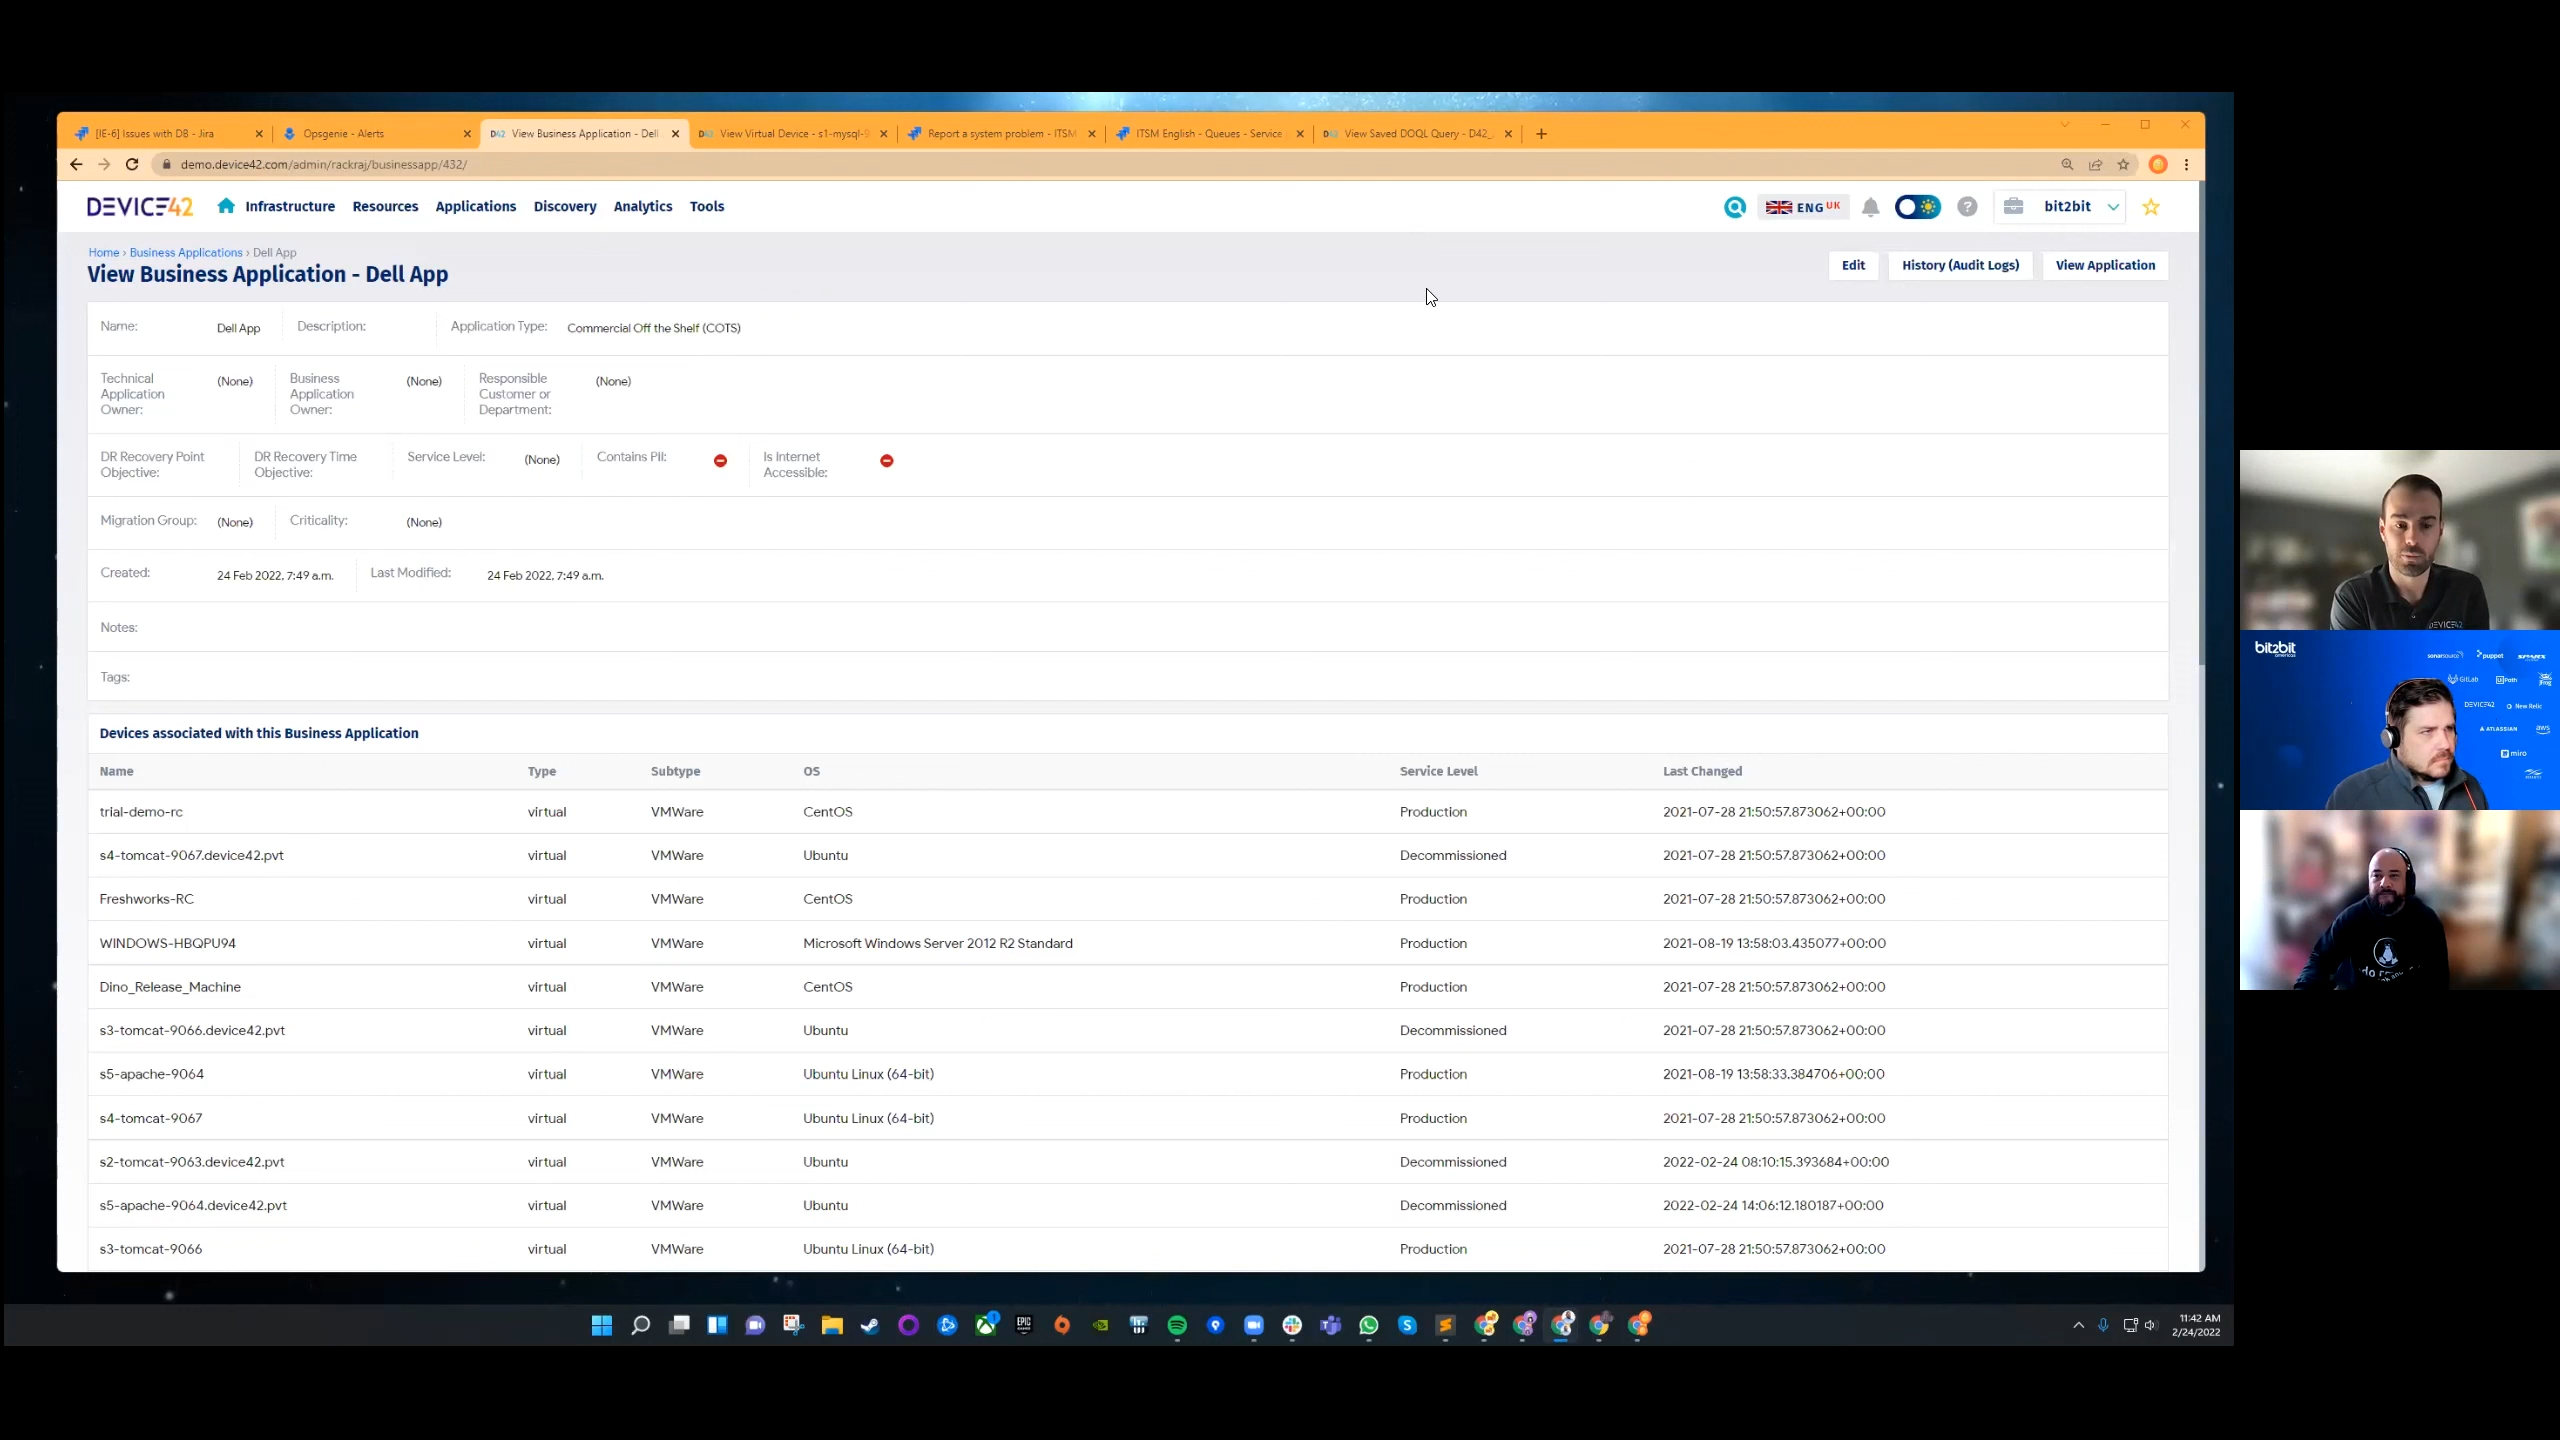 [IE-6] Issues with DB - Jira
Opsgenie - Alerts
D42 View Business Application - Dell
View Virtual Device - s1-mysql-9
Report a system problem - ITSM
ITSM English - Queues - Service
View Saved DOQL Query - D42_
demo.device42.com/admin/rackraj/businessapp/432/
DEVICE42
Infrastructure
Resources
Applications
Discovery
Analytics
Tools
ENG UK
bit2bit
Home › Business Applications › Dell App
View Business Application - Dell App
Edit
History (Audit Logs)
View Application
Name: Dell App Description: Application Type: Commercial Off the Shelf (COTS)
Technical Application Owner: (None) Business Application Owner: (None) Responsible Customer or Department: (None)
DR Recovery Point Objective: DR Recovery Time Objective: Service Level: (None) Contains PII: Is Internet Accessible:
Migration Group: (None) Criticality: (None)
Created: 24 Feb 2022, 7:49 a.m. Last Modified: 24 Feb 2022, 7:49 a.m.
Notes:
Tags:
Devices associated with this Business Application
Name Type Subtype OS Service Level Last Changed
trial-demo-rc virtual VMWare CentOS Production 2021-07-28 21:50:57.873062+00:00
s4-tomcat-9067.device42.pvt virtual VMWare Ubuntu Decommissioned 2021-07-28 21:50:57.873062+00:00
Freshworks-RC virtual VMWare CentOS Production 2021-07-28 21:50:57.873062+00:00
WINDOWS-HBQPU94 virtual VMWare Microsoft Windows Server 2012 R2 Standard Production 2021-08-19 13:58:03.435077+00:00
Dino_Release_Machine virtual VMWare CentOS Production 2021-07-28 21:50:57.873062+00:00
s3-tomcat-9066.device42.pvt virtual VMWare Ubuntu Decommissioned 2021-07-28 21:50:57.873062+00:00
s5-apache-9064 virtual VMWare Ubuntu Linux (64-bit) Production 2021-08-19 13:58:33.384706+00:00
s4-tomcat-9067 virtual VMWare Ubuntu Linux (64-bit) Production 2021-07-28 21:50:57.873062+00:00
s2-tomcat-9063.device42.pvt virtual VMWare Ubuntu Decommissioned 2022-02-24 08:10:15.393684+00:00
s5-apache-9064.device42.pvt virtual VMWare Ubuntu Decommissioned 2022-02-24 14:06:12.180187+00:00
s3-tomcat-9066 virtual VMWare Ubuntu Linux (64-bit) Production 2021-07-28 21:50:57.873062+00:00
EPIC
11:42 AM
2/24/2022
DEVICE42
bit2bit
sonarsource
puppet
SPARX
GitLab
UiPath
DEVICE42
New Relic
ATLASSIAN
aws
miro